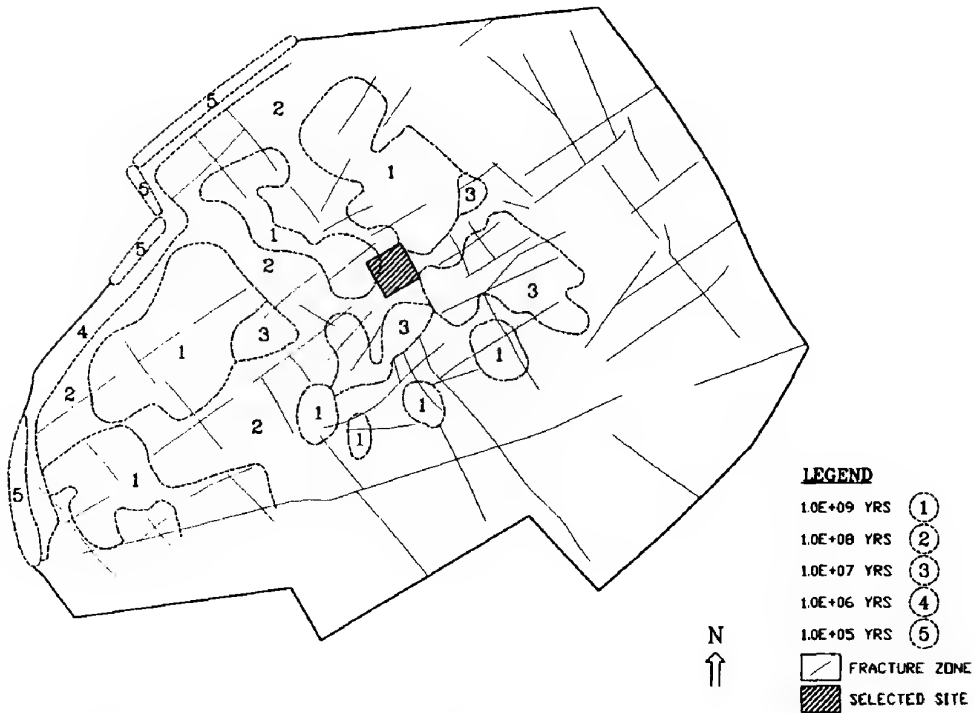 5
2
1
5
3
1
5
2
3
4
3
1
3
2
1
1
1
2
1
1
5
LEGEND
1.0E+09 YRS 1
1.0E+08 YRS 2
1.0E+07 YRS 3
1.0E+06 YRS 4
1.0E+05 YRS 5
N
FRACTURE ZONE
SELECTED SITE